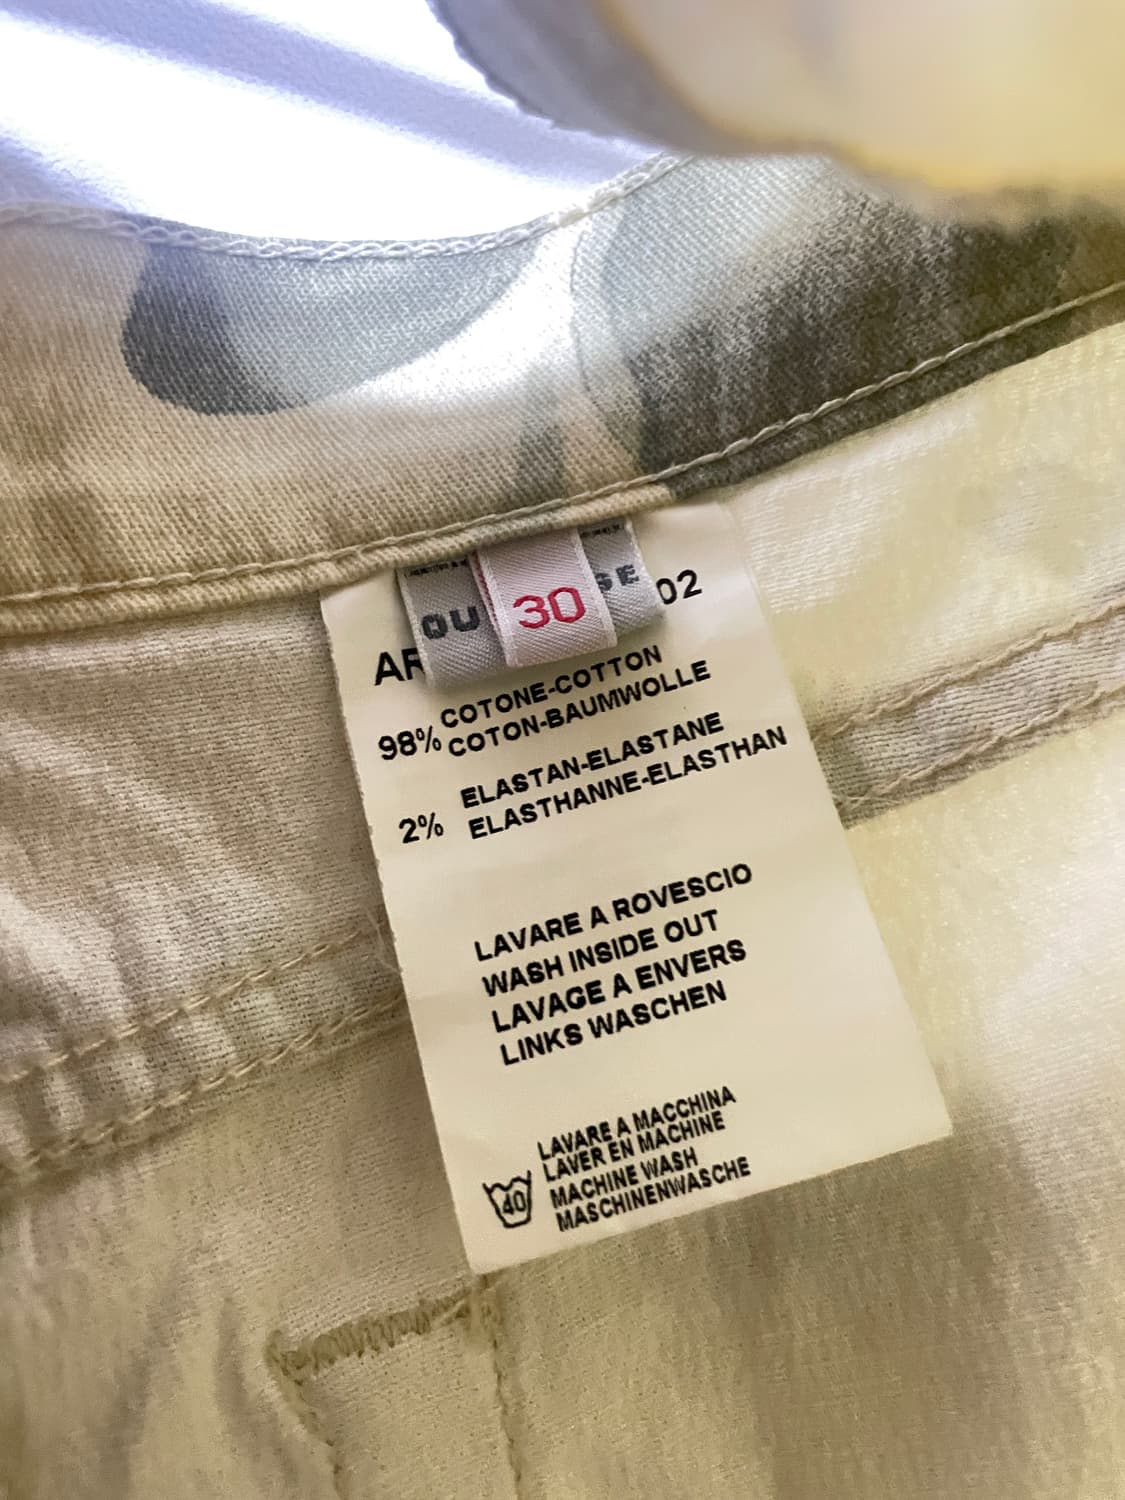 30
98% COTONE-COTTON
COTON-BAUMWOLLE
2% ELASTAN-ELASTANE
ELASTHANNE-ELASTHAN
LAVARE A ROVESCIO
WASH INSIDE OUT
LAVAGE A ENVERS
LINKS WASCHEN
LAVARE A MACCHINA
LAVER EN MACHINE
40 MACHINE WASH
MASCHINENWASCHE